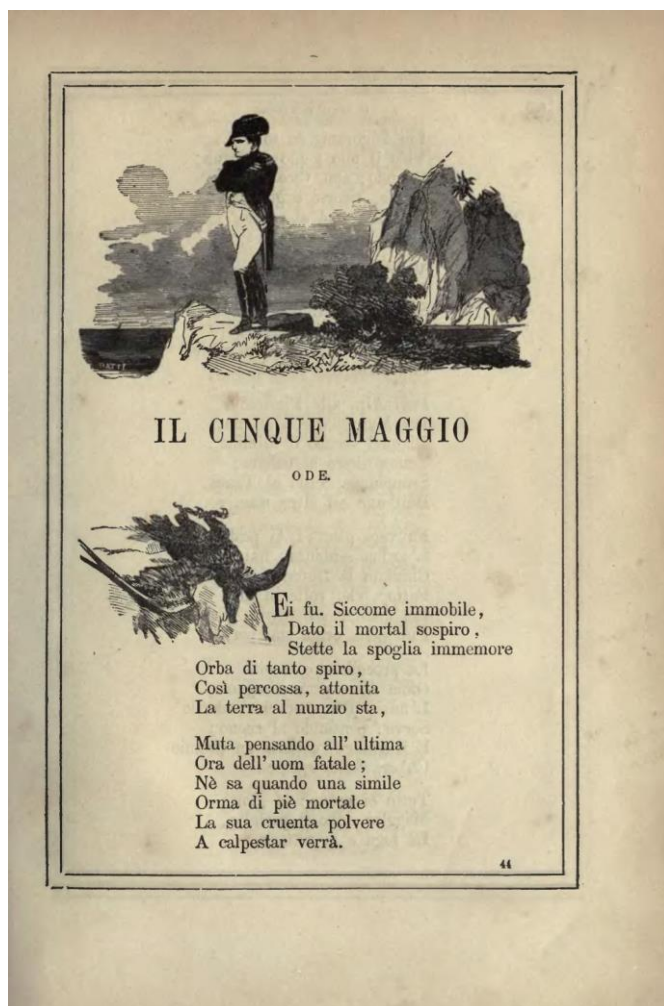 RATTI
IL CINQUE MAGGIO
ODE.
Ei fu. Siccome immobile,
Dato il mortal sospiro,
Stette la spoglia immemore
Orba di tanto spiro,
Così percossa, attonita
La terra al nunzio sta,
Muta pensando all' ultima
Ora dell' uom fatale;
Nè sa quando una simile
Orma di piè mortale
La sua cruenta polvere
A calpestar verrà.
44